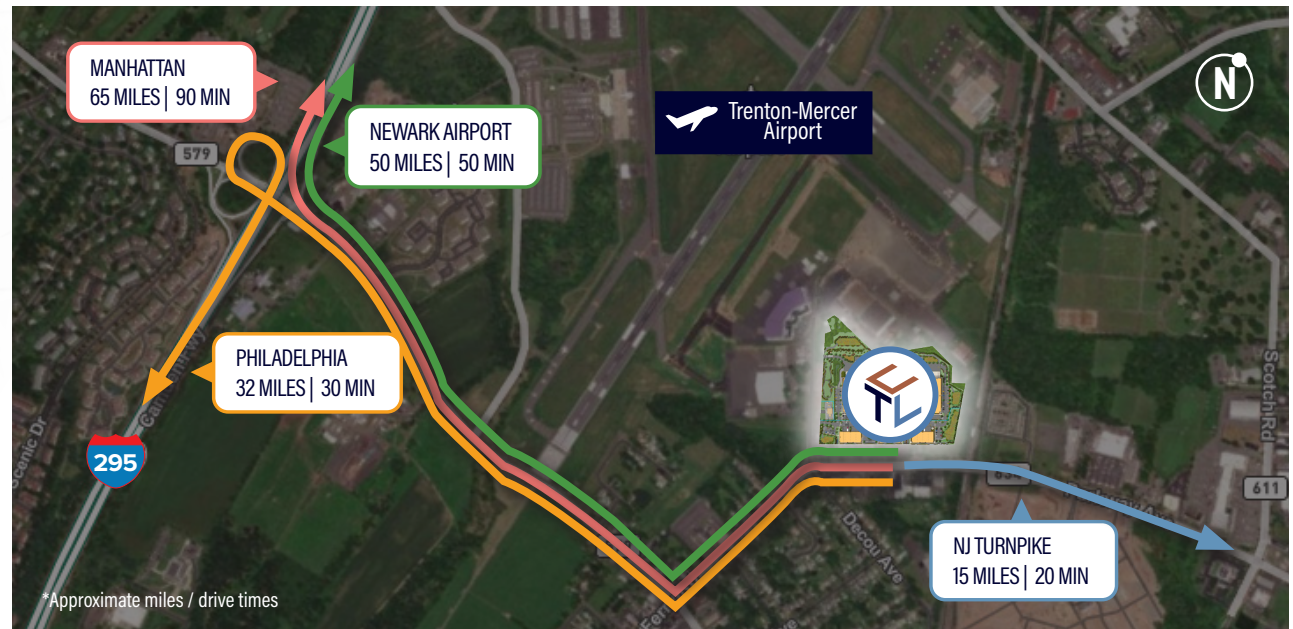 MANHATTAN
65 MILES | 90 MIN
579
NEWARK AIRPORT
50 MILES | 50 MIN
Trenton-Mercer
Airport
N
PHILADELPHIA
32 MILES | 30 MIN
295
Scenic Dr
Scotch Rd
611
Decou Ave
NJ TURNPIKE
15 MILES | 20 MIN
*Approximate miles / drive times